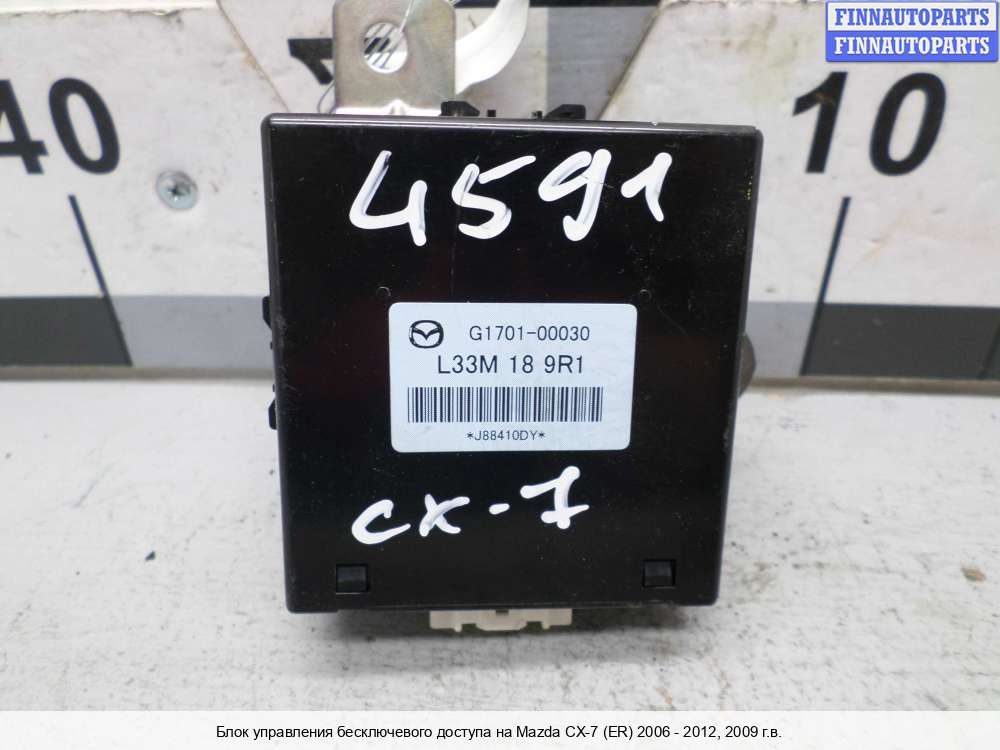 FINNAUTOPARTS
FINNAUTOPARTS
40
10
4591
G1701-00030
L33M 18 9R1
*J88410DY*
CX-7
Блок управления бесключевого доступа на Mazda CX-7 (ER) 2006 - 2012, 2009 г.в.